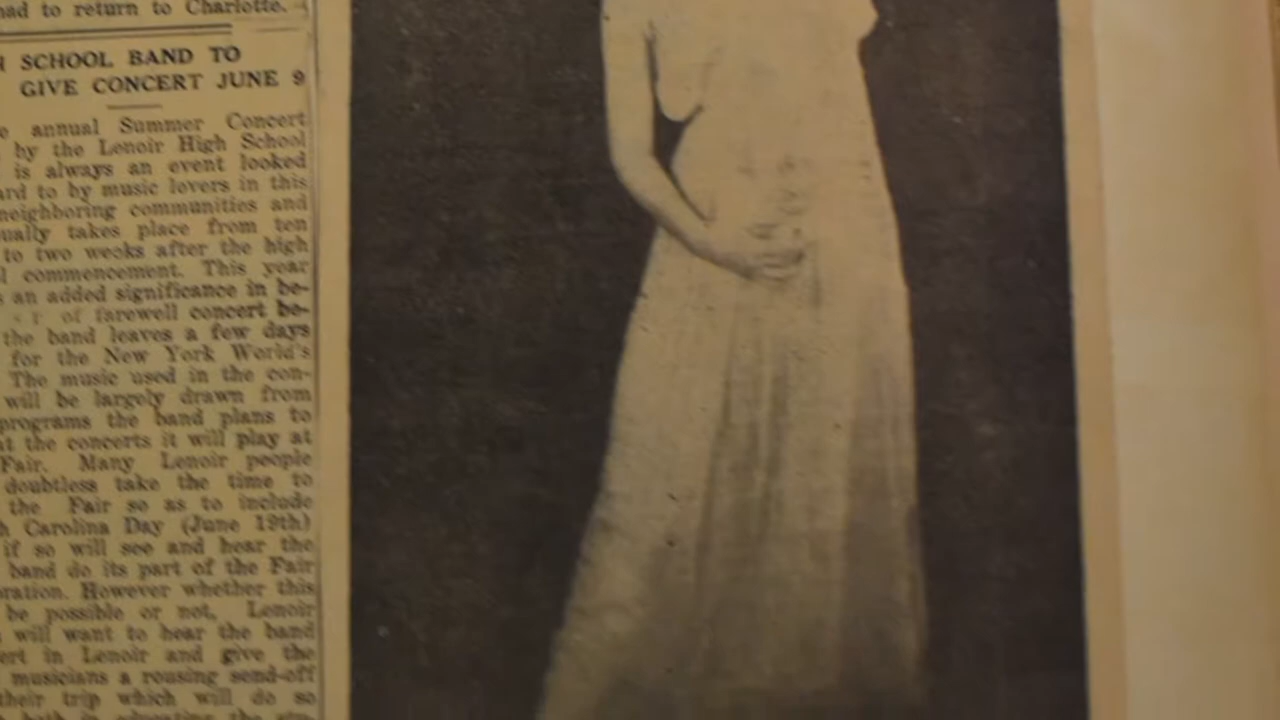 had to return to Charlotte.
SCHOOL BAND TO
GIVE CONCERT JUNE 9
annual Summer Concert
by the Lenoir High School
is always an event looked
ard to by music lovers in this
neighboring communities and
ually takes place from ten
to two weeks after the high
l commencement. This year
an added significance in be-
of farewell concert be-
the band leaves a few days
for the New York World's
The music used in the con-
will be largely drawn from
programs the band plans to
at the concerts it will play at
Fair. Many Lenoir people
doubtless take the time to
the Fair so as to include
h Carolina Day (June 19th)
if so will see and hear the
band do its part of the Fair
oration. However whether this
be possible or not, Lenoir
will want to hear the band
ert in Lenoir and give the
musicians a rousing send-off
their trip which will do so